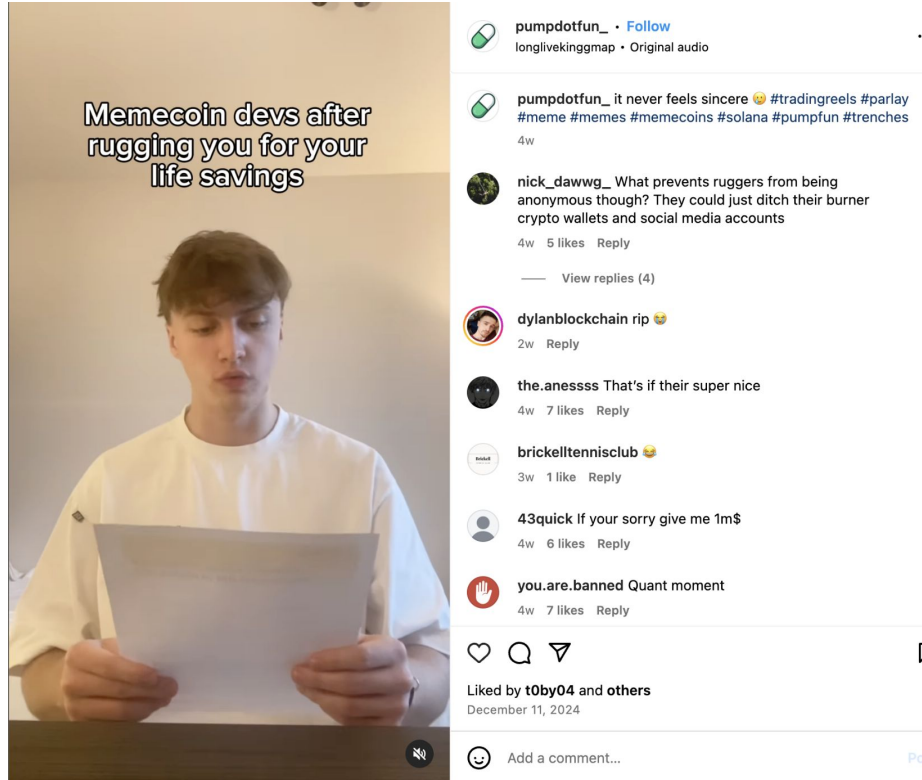 Memecoin devs after
rugging you for your
life savings
pumpdotfun_ • Follow
longlivekinggmap • Original audio
pumpdotfun_ it never feels sincere 🥲 #tradingreels #parlay
#meme #memes #memecoins #solana #pumpfun #trenches
4w
nick_dawwg_ What prevents ruggers from being
anonymous though? They could just ditch their burner
crypto wallets and social media accounts
4w 5 likes Reply
View replies (4)
dylanblockchain rip 😭
2w Reply
the.anessss That's if their super nice
4w 7 likes Reply
brickelltennisclub 😂
3w 1 like Reply
43quick If your sorry give me 1m$
4w 6 likes Reply
you.are.banned Quant moment
4w 7 likes Reply
Liked by t0by04 and others
December 11, 2024
Add a comment...